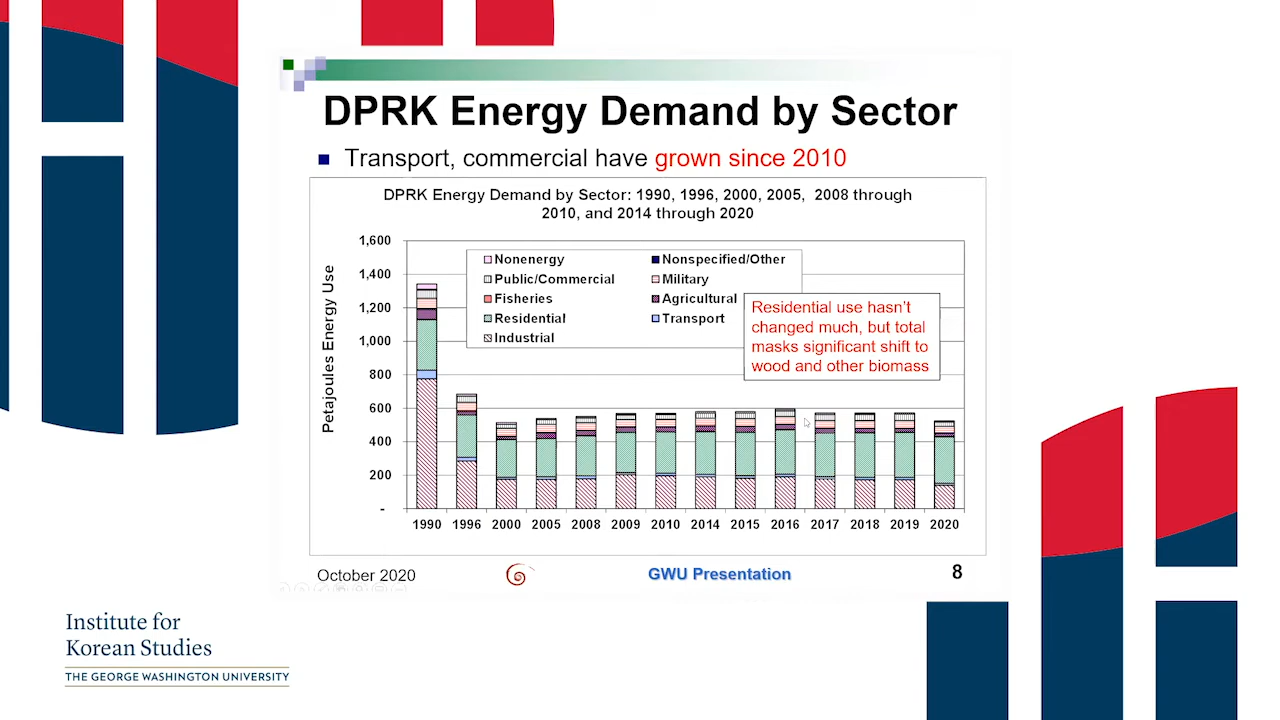 DPRK Energy Demand by Sector
Transport, commercial have grown since 2010
DPRK Energy Demand by Sector: 1990, 1996, 2000, 2005, 2008 through
2010, and 2014 through 2020
Petajoules Energy Use
1,600
1,400
1,200
1,000
800
600
400
200
-
Nonenergy
Nonspecified/Other
Public/Commercial
Military
Fisheries
Agricultural
Residential
Transport
Industrial
Residential use hasn't
changed much, but total
masks significant shift to
wood and other biomass
1990 1996 2000 2005 2008 2009 2010 2014 2015 2016 2017 2018 2019 2020
October 2020
GWU Presentation
8
Institute for
Korean Studies
THE GEORGE WASHINGTON UNIVERSITY